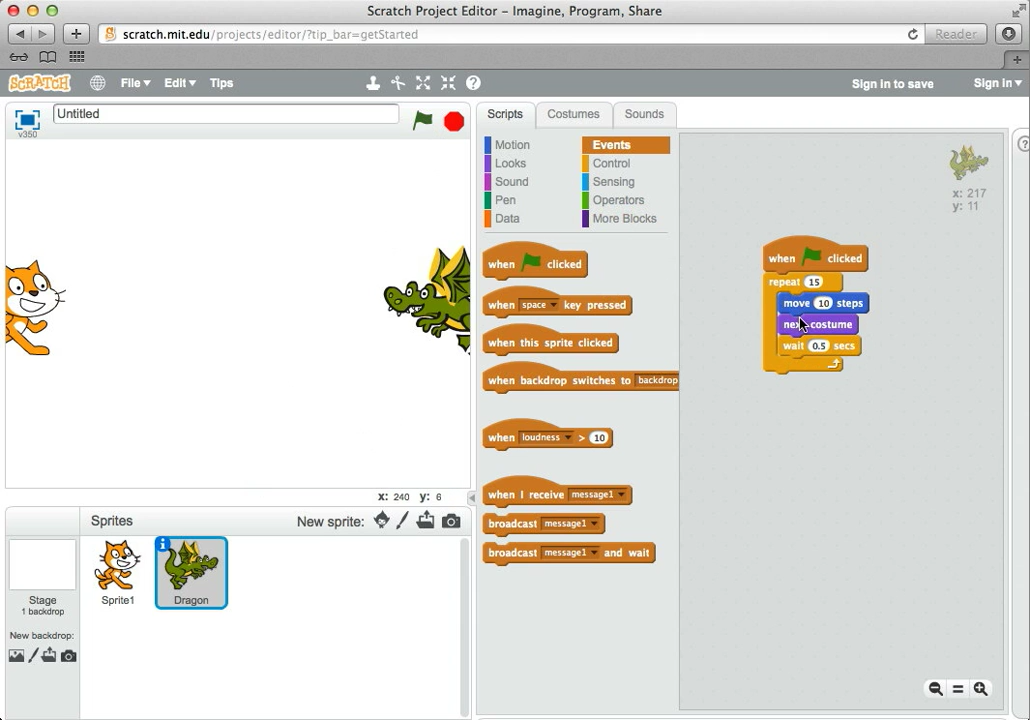 Scratch Project Editor – Imagine, Program, Share
scratch.mit.edu/projects/editor/?tip_bar=getStarted
Reader
SCRATCH
File
Edit
Tips
Sign in to save
Sign in
v350
Untitled
Scripts
Costumes
Sounds
Motion
Events
Looks
Control
Sound
Sensing
Pen
Operators
Data
More Blocks
when clicked
when space key pressed
when this sprite clicked
when backdrop switches to backdrop
when loudness > 10
when I receive message1
broadcast message1
broadcast message1 and wait
x: 217
y: 11
when clicked
repeat 15
move 10 steps
next costume
wait 0.5 secs
x: 240 y: 6
Sprites
New sprite:
Stage
1 backdrop
New backdrop:
Sprite1
Dragon